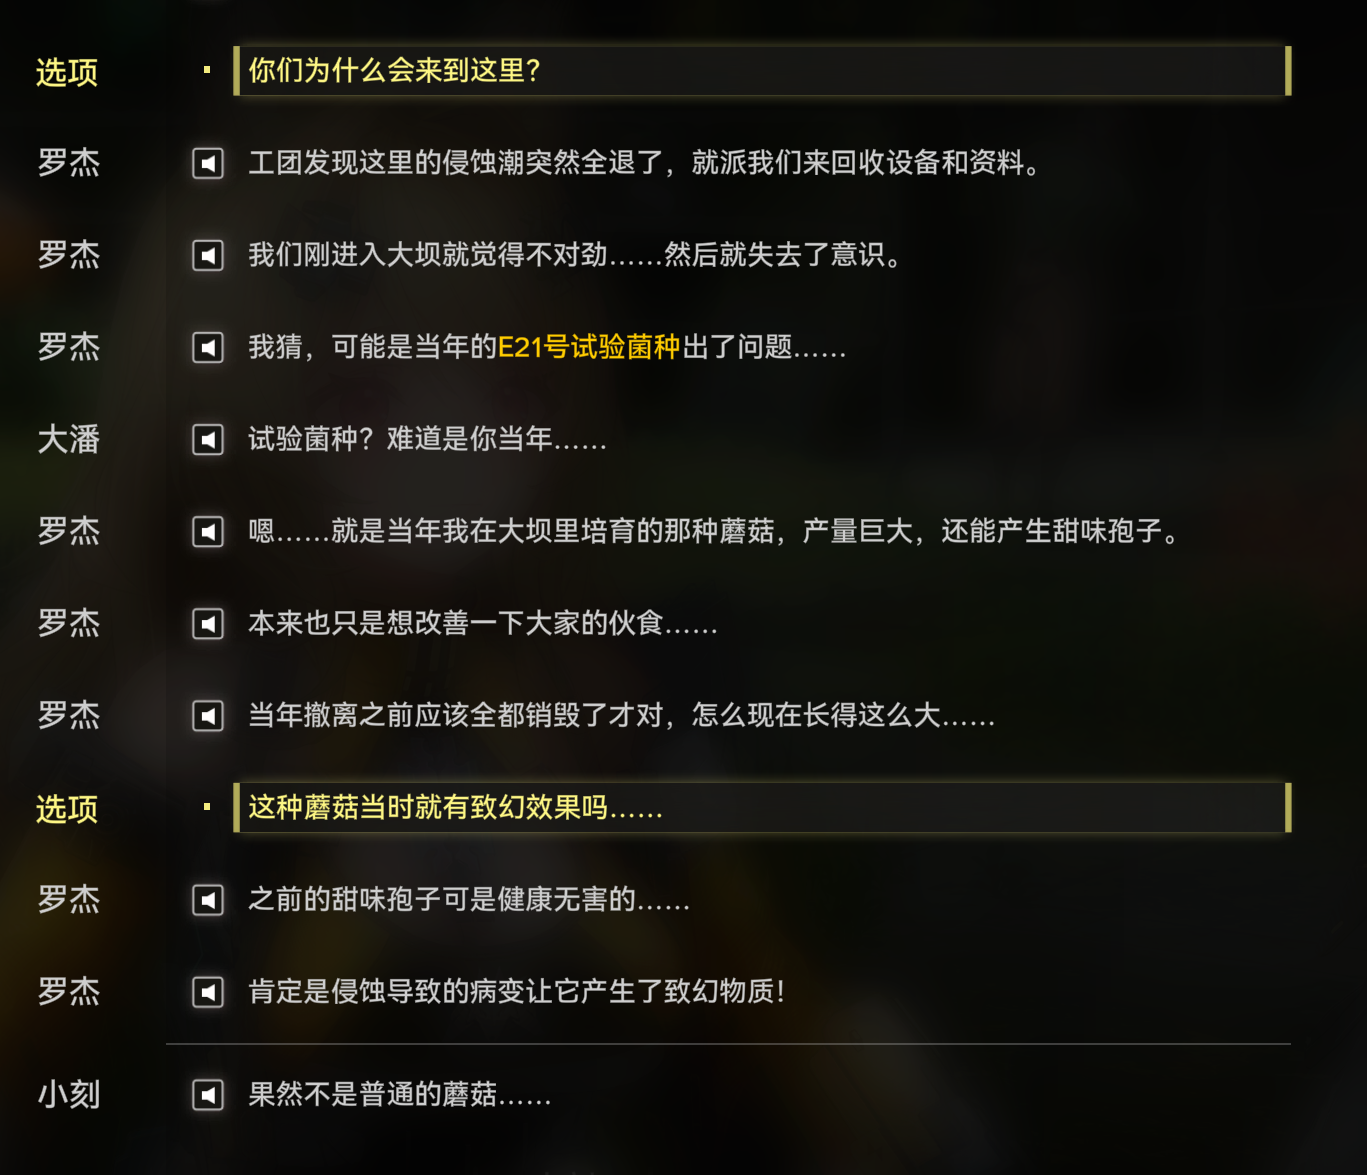 选项 · 你们为什么会来到这里？
罗杰 工团发现这里的侵蚀潮突然全退了，就派我们来回收设备和资料。
罗杰 我们刚进入大坝就觉得不对劲……然后就失去了意识。
罗杰 我猜，可能是当年的E21号试验菌种出了问题……
大潘 试验菌种？难道是你当年……
罗杰 嗯……就是当年我在大坝里培育的那种蘑菇，产量巨大，还能产生甜味孢子。
罗杰 本来也只是想改善一下大家的伙食……
罗杰 当年撤离之前应该全都销毁了才对，怎么现在长得这么大……
选项 · 这种蘑菇当时就有致幻效果吗……
罗杰 之前的甜味孢子可是健康无害的……
罗杰 肯定是侵蚀导致的病变让它产生了致幻物质！
小刻 果然不是普通的蘑菇……